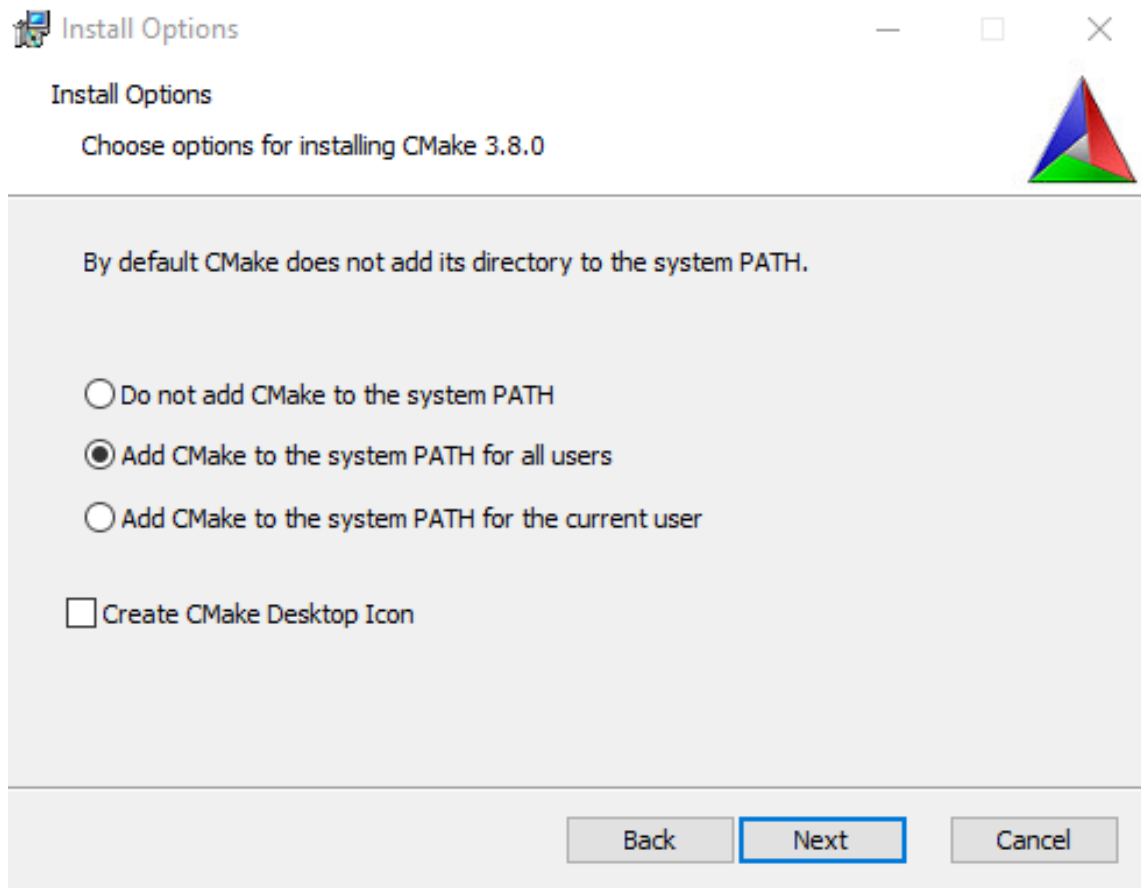 Install Options
Install Options
Choose options for installing CMake 3.8.0
By default CMake does not add its directory to the system PATH.
Do not add CMake to the system PATH
Add CMake to the system PATH for all users
Add CMake to the system PATH for the current user
Create CMake Desktop Icon
Back Next Cancel